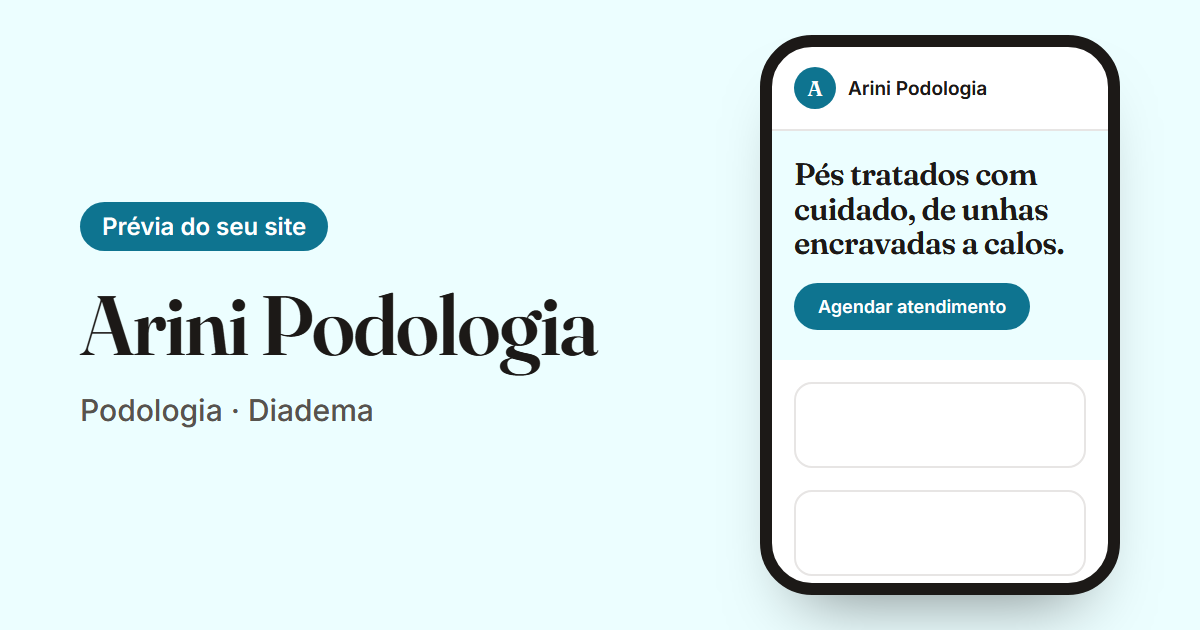 Prévia do seu site
Arini Podologia
Podologia · Diadema
A
Arini Podologia
Pés tratados com
cuidado, de unhas
encravadas a calos.
Agendar atendimento